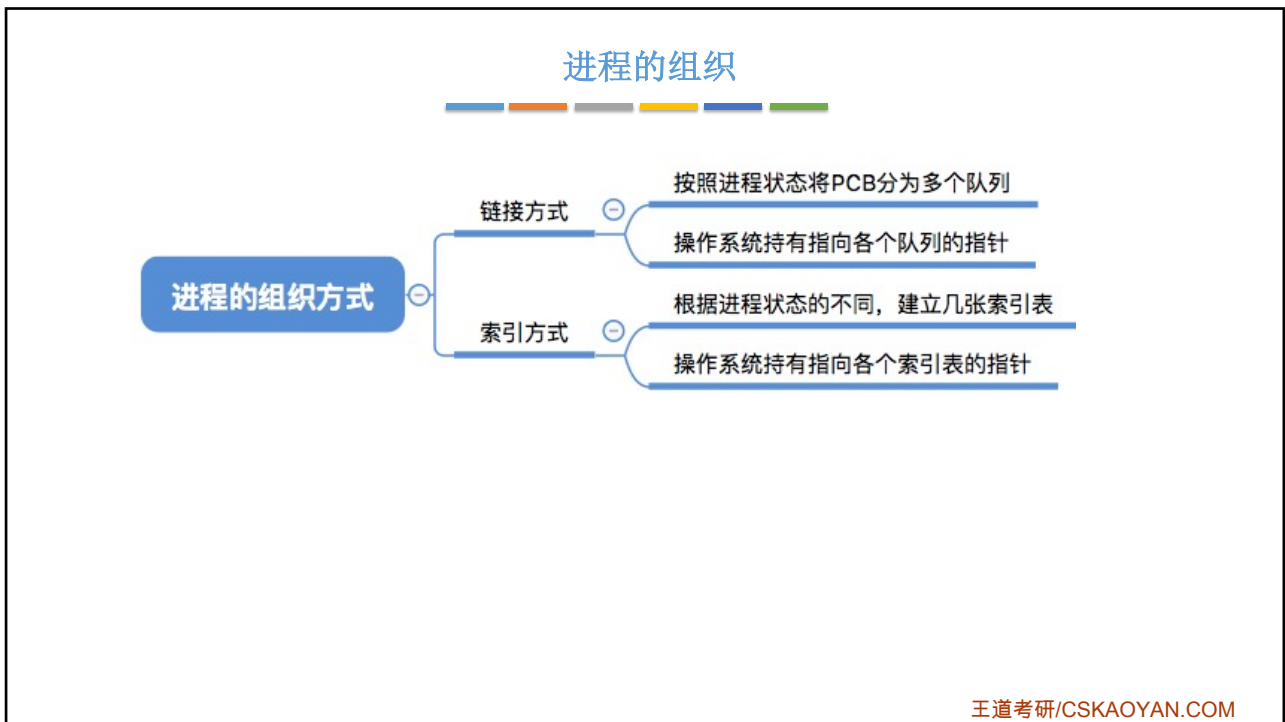 进程的组织
进程的组织方式
链接方式
按照进程状态将PCB分为多个队列
操作系统持有指向各个队列的指针
索引方式
根据进程状态的不同，建立几张索引表
操作系统持有指向各个索引表的指针
王道考研/CSKAOYAN.COM